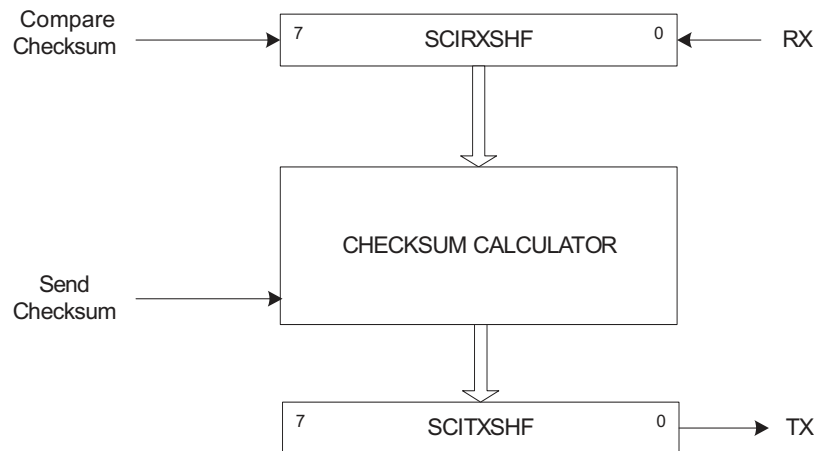 Compare
Checksum
7 SCIRXSHF 0
RX
CHECKSUM CALCULATOR
Send
Checksum
7 SCITXSHF 0
TX